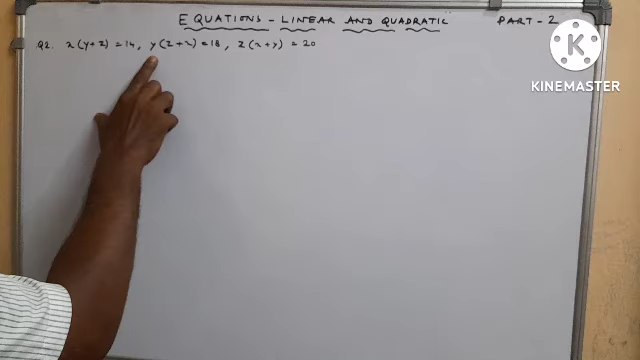 EQUATIONS - LINEAR AND QUADRATIC PART-2
Q2. x(y+z) = 14, y(z+x) = 18, z(x+y) = 20
K
KINEMASTER